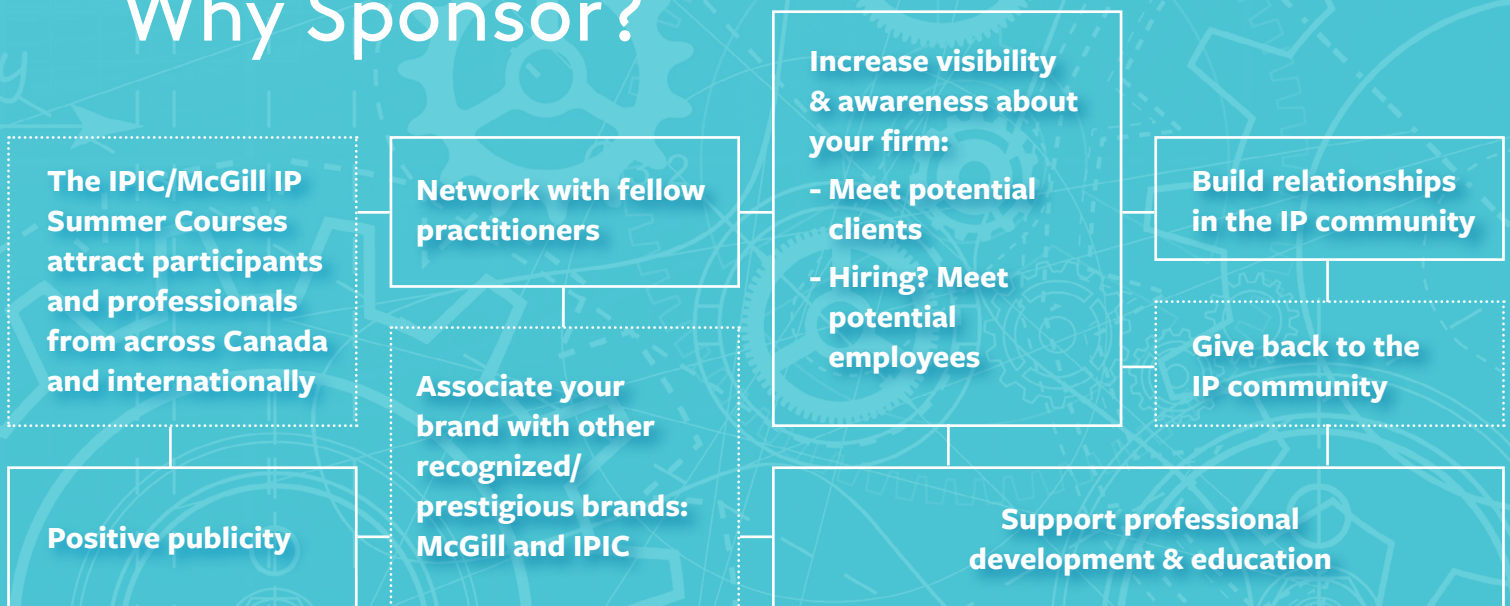 Why Sponsor?
The IPIC/McGill IP
Summer Courses
attract participants
and professionals
from across Canada
and internationally
Network with fellow
practitioners
Increase visibility
& awareness about
your firm:
- Meet potential
clients
- Hiring? Meet
potential
employees
Build relationships
in the IP community
Give back to the
IP community
Associate your
brand with other
recognized/
prestigious brands:
McGill and IPIC
Positive publicity
Support professional
development & education